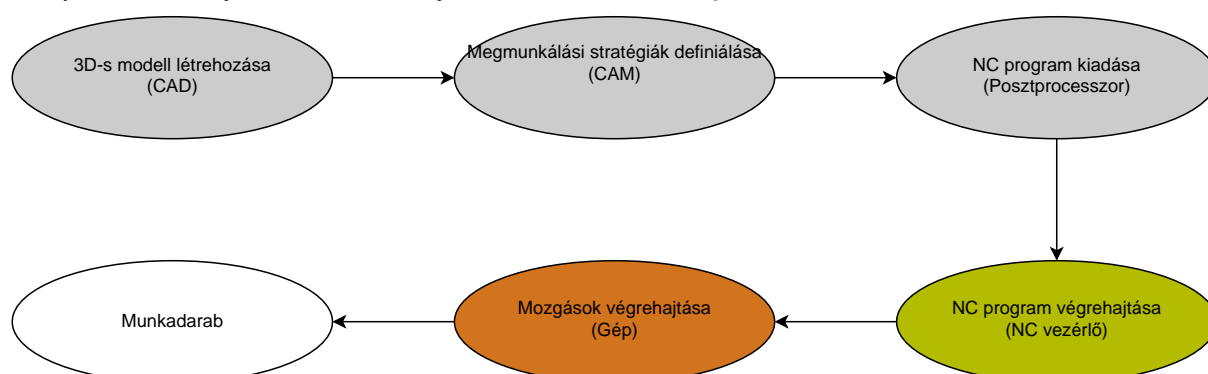 3D-s modell létrehozása
(CAD)
Megmunkálási stratégiák definiálása
(CAM)
NC program kiadása
(Posztprocesszor)
Munkadarab
Mozgások végrehajtása
(Gép)
NC program végrehajtása
(NC vezérlő)